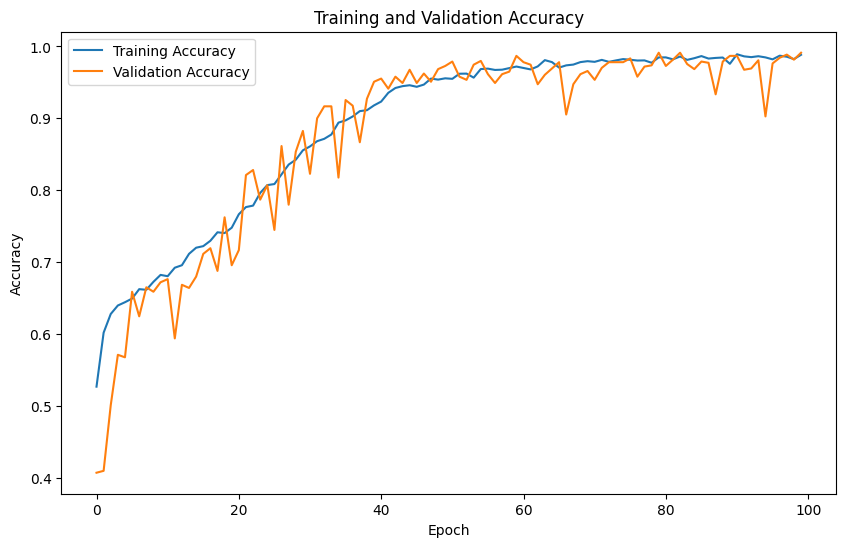 Training and Validation Accuracy
Training Accuracy
Validation Accuracy
1.0
0.9
0.8
0.7
0.6
0.5
0.4
Accuracy
0 20 40 60 80 100
Epoch